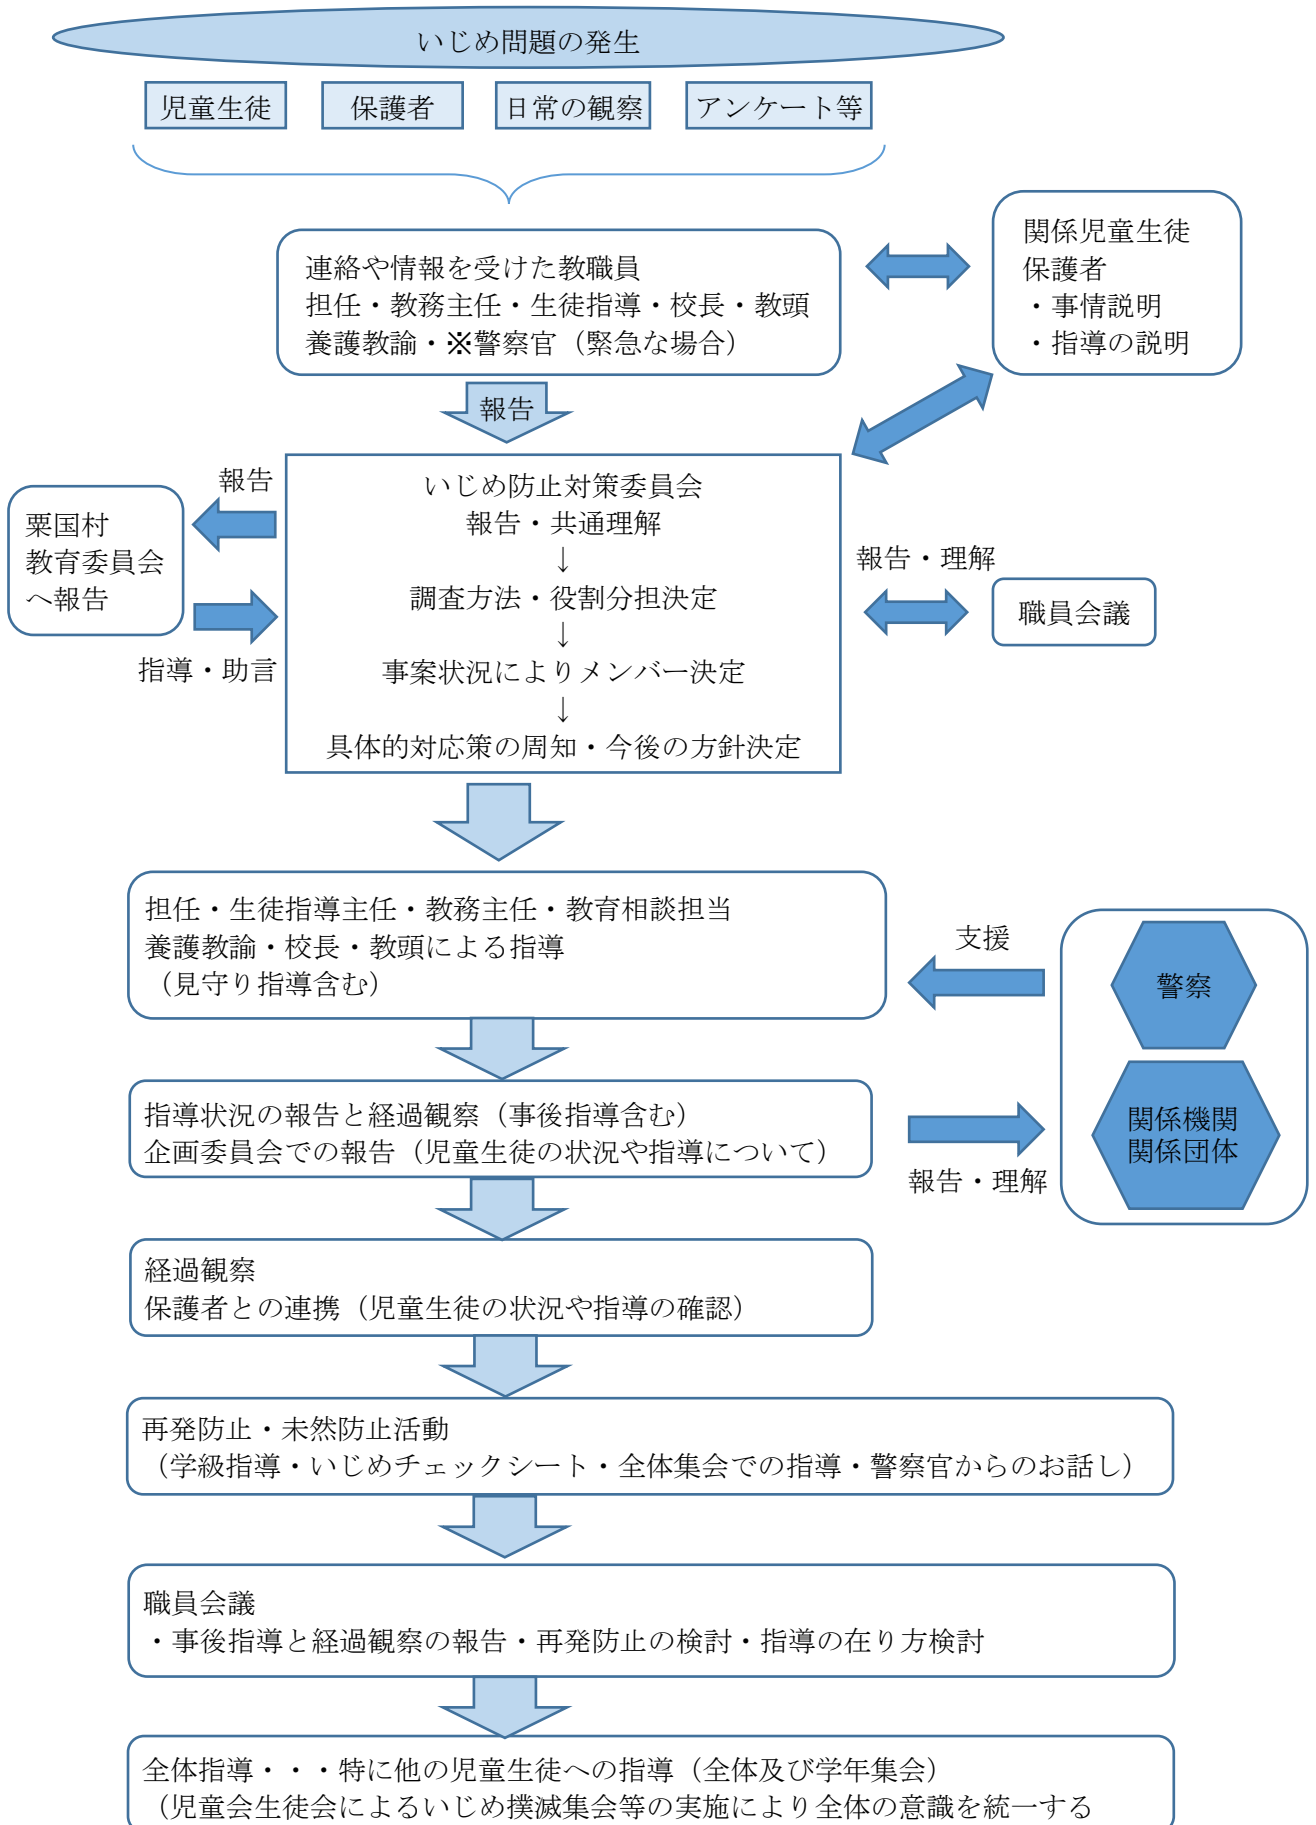 いじめ問題の発生
児童生徒
保護者
日常の観察
アンケート等
連絡や情報を受けた教職員
担任・教務主任・生徒指導・校長・教頭
養護教諭・※警察官（緊急な場合）
関係児童生徒
保護者
・事情説明
・指導の説明
報告
報告
粟国村
教育委員会
へ報告
指導・助言
いじめ防止対策委員会
報告・共通理解
↓
調査方法・役割分担決定
↓
事案状況によりメンバー決定
↓
具体的対応策の周知・今後の方針決定
報告・理解
職員会議
担任・生徒指導主任・教務主任・教育相談担当
養護教諭・校長・教頭による指導
（見守り指導含む）
支援
警察
指導状況の報告と経過観察（事後指導含む）
企画委員会での報告（児童生徒の状況や指導について）
報告・理解
関係機関
関係団体
経過観察
保護者との連携（児童生徒の状況や指導の確認）
再発防止・未然防止活動
（学級指導・いじめチェックシート・全体集会での指導・警察官からのお話し）
職員会議
・事後指導と経過観察の報告・再発防止の検討・指導の在り方検討
全体指導・・・特に他の児童生徒への指導（全体及び学年集会）
（児童会生徒会によるいじめ撲滅集会等の実施により全体の意識を統一する